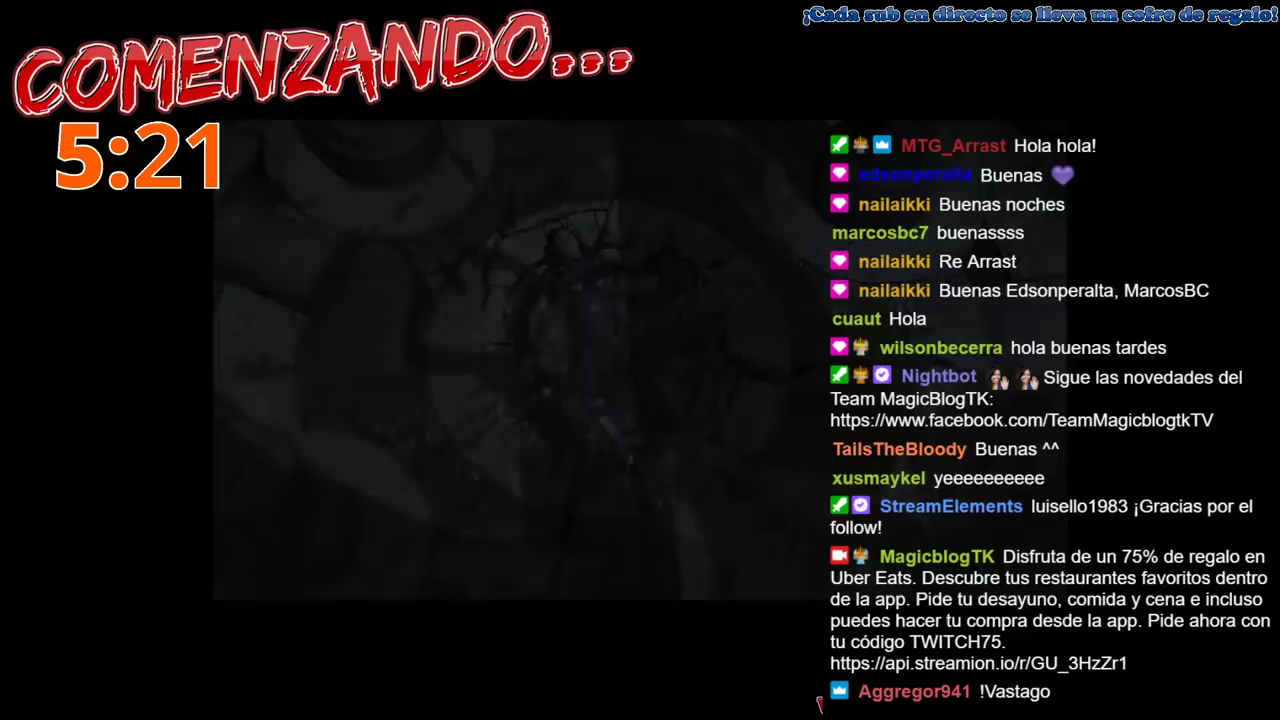 ¡Cada sub en directo se lleva un cofre de regalo!
COMENZANDO...
5:21
MTG_Arrast Hola hola!
edsonperalta Buenas
nailaikki Buenas noches
marcosbc7 buenassss
nailaikki Re Arrast
nailaikki Buenas Edsonperalta, MarcosBC
cuaut Hola
wilsonbecerra hola buenas tardes
Nightbot Sigue las novedades del
Team MagicBlogTK:
https://www.facebook.com/TeamMagicblogtkTV
TailsTheBloody Buenas ^^
xusmaykel yeeeeeeeeee
StreamElements luisello1983 ¡Gracias por el
follow!
MagicblogTK Disfruta de un 75% de regalo en
Uber Eats. Descubre tus restaurantes favoritos dentro
de la app. Pide tu desayuno, comida y cena e incluso
puedes hacer tu compra desde la app. Pide ahora con
tu código TWITCH75.
https://api.streamion.io/r/GU_3HzZr1
Aggregor941 !Vastago